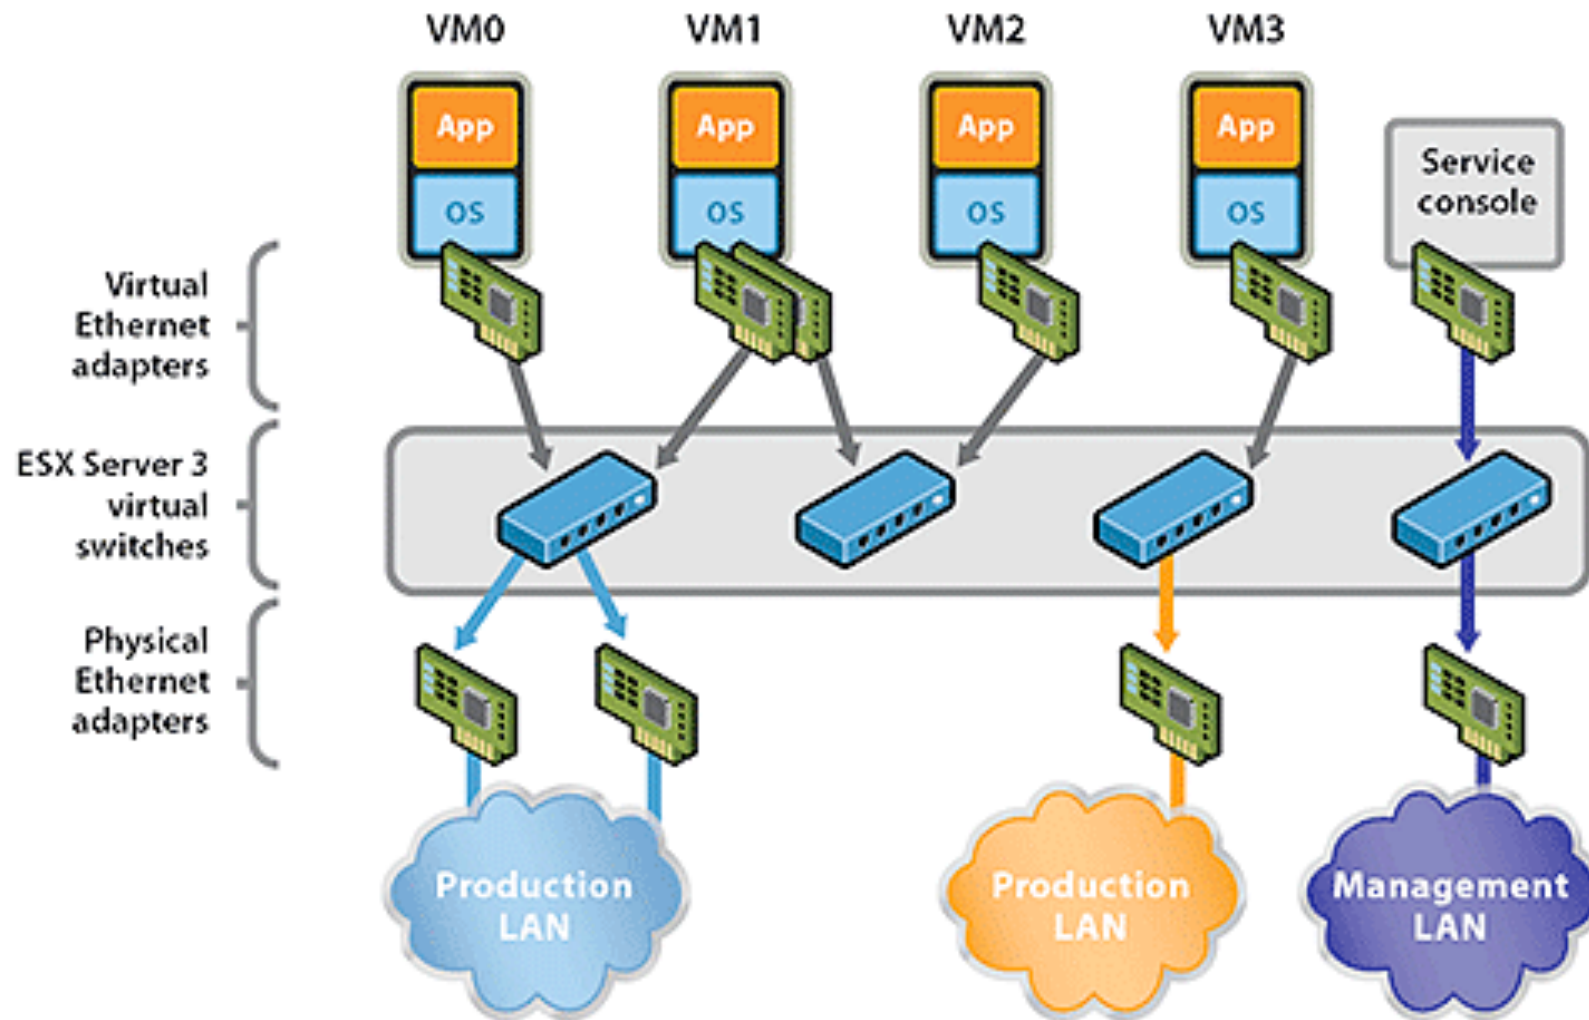 VM0
VM1
VM2
VM3
App
App
App
App
OS
OS
OS
OS
Service
console
Virtual
Ethernet
adapters
ESX Server 3
virtual
switches
Physical
Ethernet
adapters
Production
LAN
Production
LAN
Management
LAN